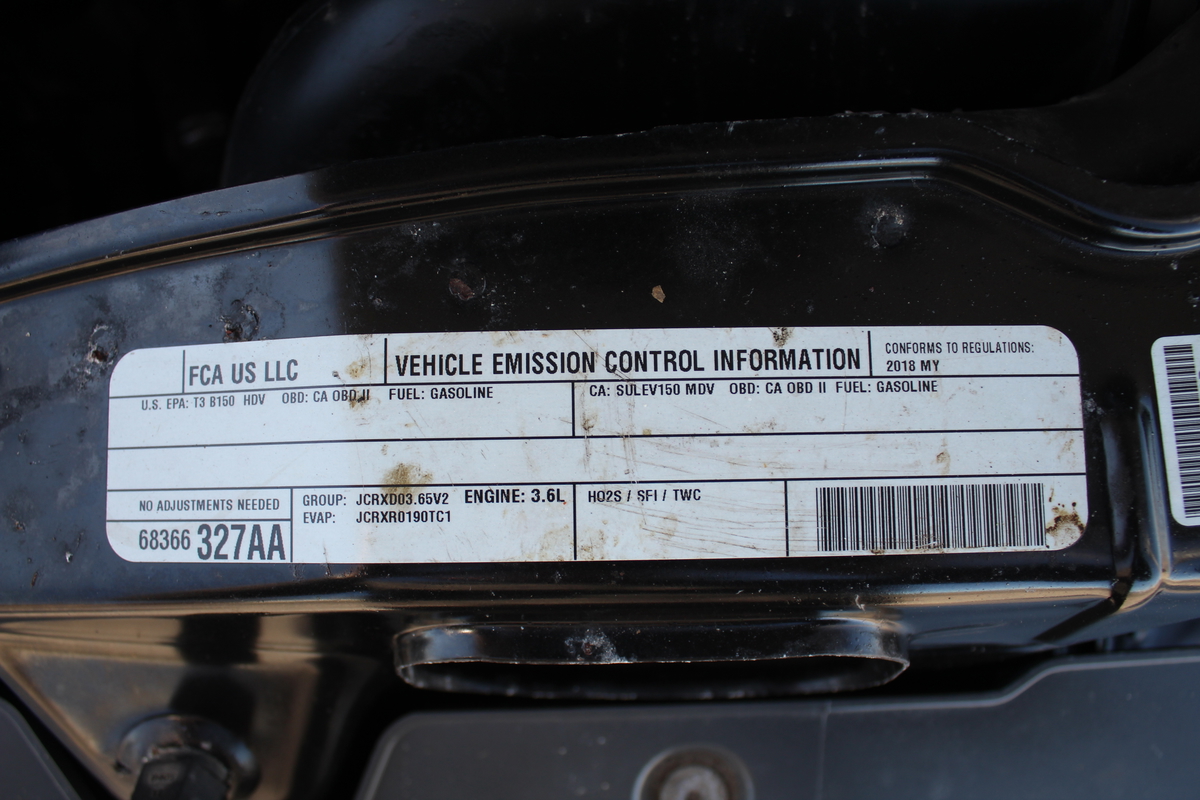 FCA US LLC
VEHICLE EMISSION CONTROL INFORMATION
CONFORMS TO REGULATIONS:
2018 MY
U.S. EPA: T3 B150 HDV OBD: CA OBD II FUEL: GASOLINE
CA: SULEV150 MDV OBD: CA OBD II FUEL: GASOLINE
NO ADJUSTMENTS NEEDED
68366 327AA
GROUP: JCRXD03.65V2 ENGINE: 3.6L
EVAP: JCRXR0190TC1
HO2S / SFI / TWC